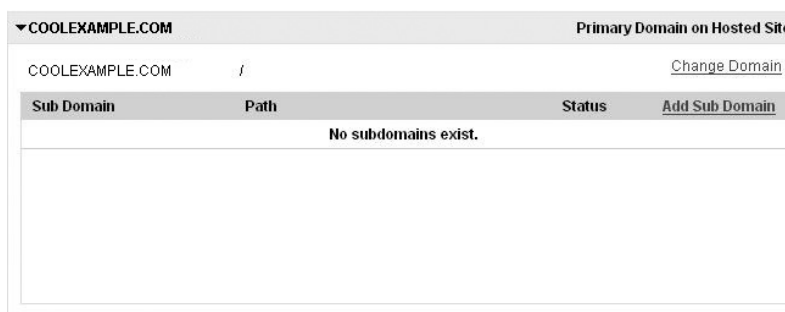 COOLEXAMPLE.COM Primary Domain on Hosted Site
COOLEXAMPLE.COM / Change Domain
Sub Domain Path Status Add Sub Domain
No subdomains exist.